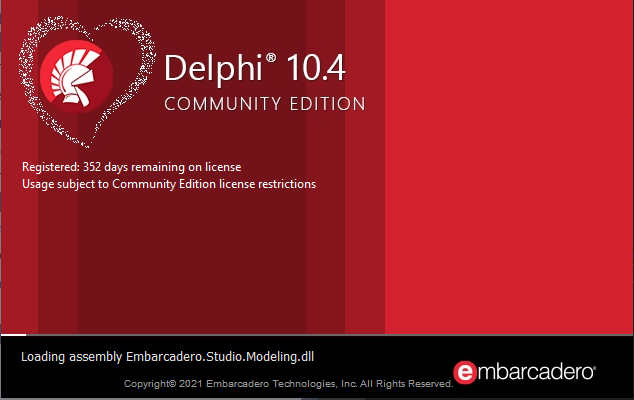 Delphi® 10.4
COMMUNITY EDITION
Registered: 352 days remaining on license
Usage subject to Community Edition license restrictions
Loading assembly Embarcadero.Studio.Modeling.dll
Copyright© 2021 Embarcadero Technologies, Inc. All Rights Reserved.
embarcadero®